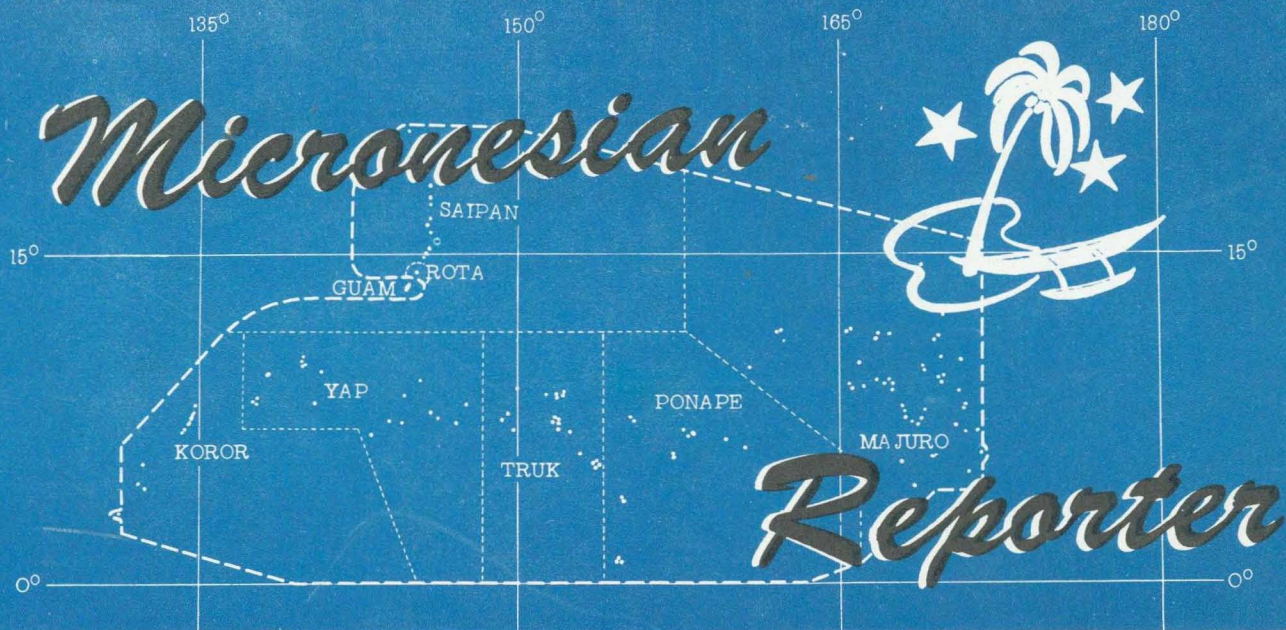 135° 150° 165° 180°
Micronesian
SAIPAN
15° 15°
ROTA
GUAM
YAP
PONAPE
KOROR
MAJURO
TRUK
Reporter
0° 0°